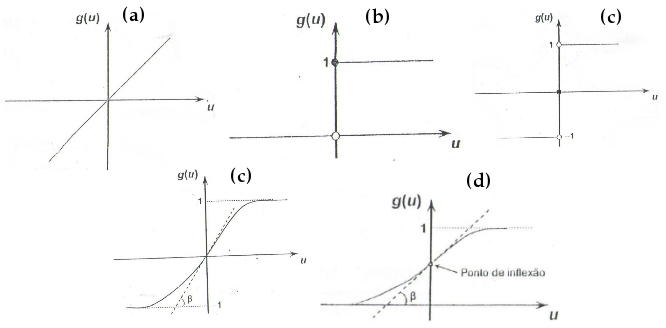 g(u)
(a)
u
g(u)
(b)
1
u
g(u)
(c)
1
u
-1
g(u)
(c)
1
u
β
1
g(u)
(d)
1
Ponto de inflexão
β
u